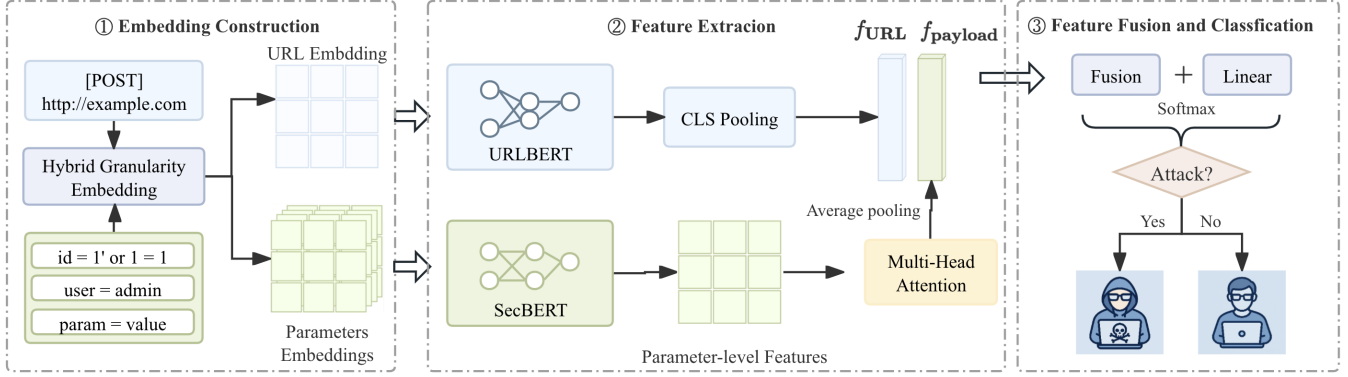 ① Embedding Construction
URL Embdding
[POST]
http://example.com
Hybrid Granularity
Embedding
id = 1' or 1 = 1
user = admin
param = value
Parameters
Embeddings
② Feature Extracion
f_URL f_payload
URLBERT
CLS Pooling
Average pooling
SecBERT
Multi-Head
Attention
Parameter-level Features
③ Feature Fusion and Classfication
Fusion + Linear
Softmax
Attack?
Yes No